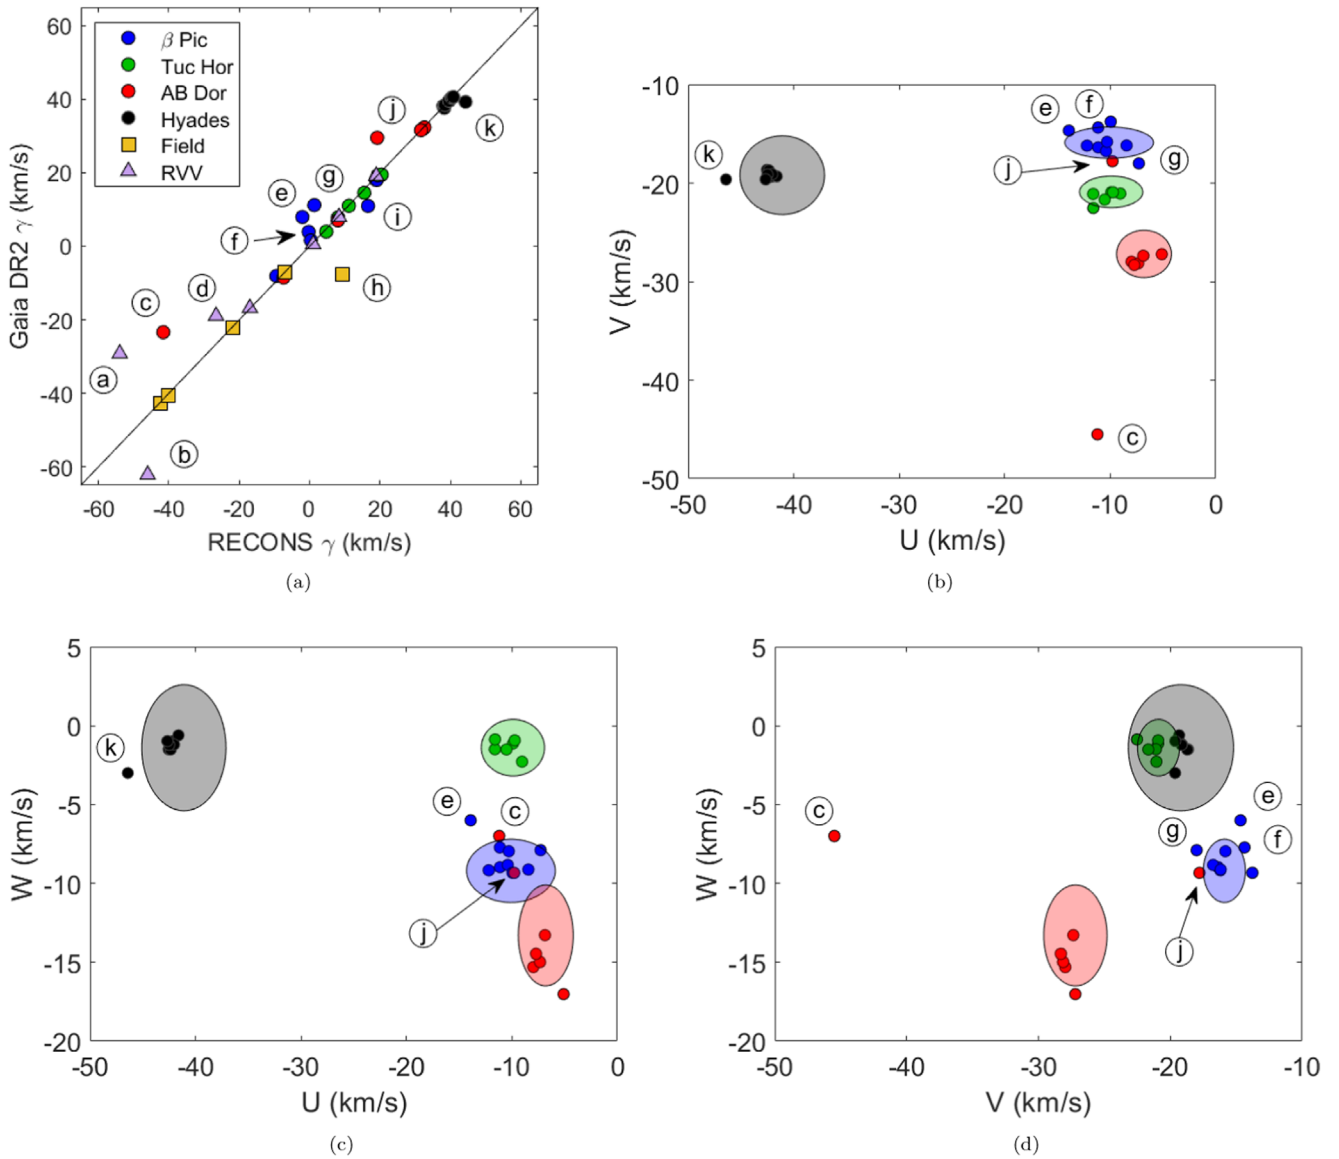 60
40
20
0
-20
-40
-60
Gaia DR2 γ (km/s)
β Pic
Tuc Hor
AB Dor
Hyades
Field
RVV
a
b
c
d
e
f
g
h
i
j
k
-60 -40 -20 0 20 40 60
RECONS γ (km/s)
(a)
-10
-20
-30
-40
-50
V (km/s)
e
f
k
j
g
c
-50 -40 -30 -20 -10 0
U (km/s)
(b)
5
0
-5
-10
-15
-20
W (km/s)
k
e
c
j
-50 -40 -30 -20 -10 0
U (km/s)
(c)
5
0
-5
-10
-15
-20
W (km/s)
c
e
g
f
j
-50 -40 -30 -20 -10
V (km/s)
(d)